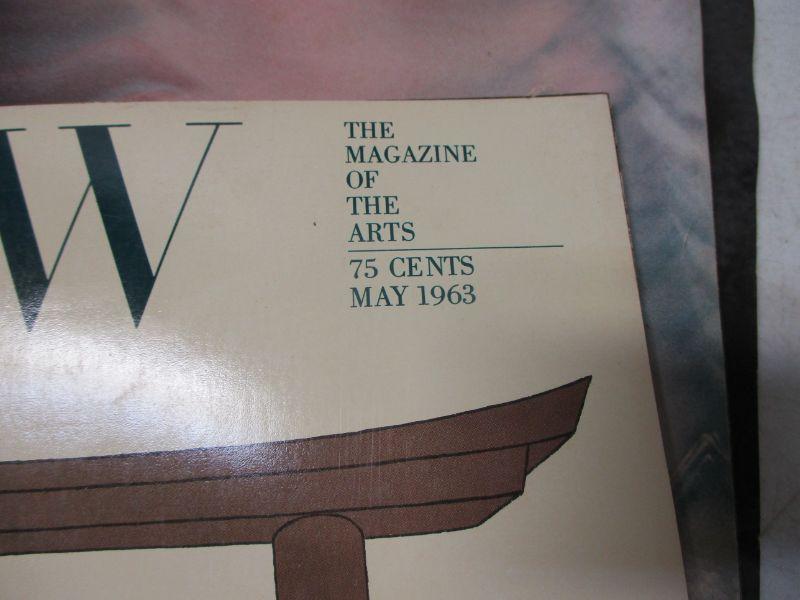 W
THE
MAGAZINE
OF
THE
ARTS
75 CENTS
MAY 1963